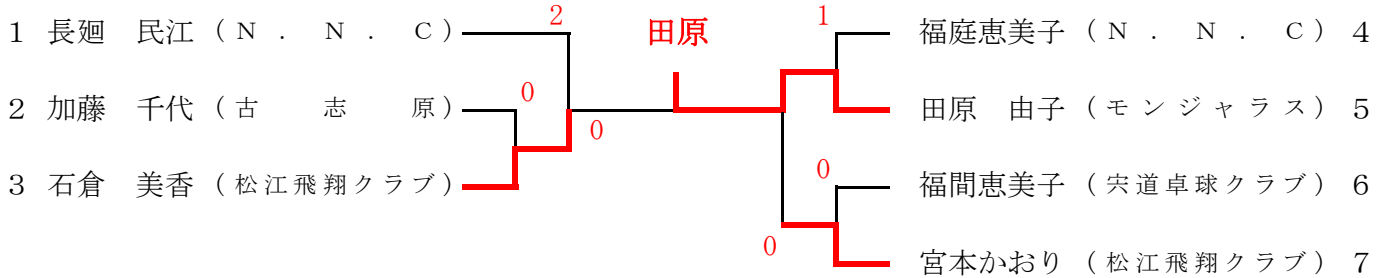 1 長廻 民江 (N.N.C) 2 田原 1 福庭恵美子 (N.N.C) 4
2 加藤 千代 (古志原) 0 0 田原 由子 (モンジャラス) 5
3 石倉 美香 (松江飛翔クラブ) 0 福間恵美子 (宍道卓球クラブ) 6
0 宮本かおり (松江飛翔クラブ) 7